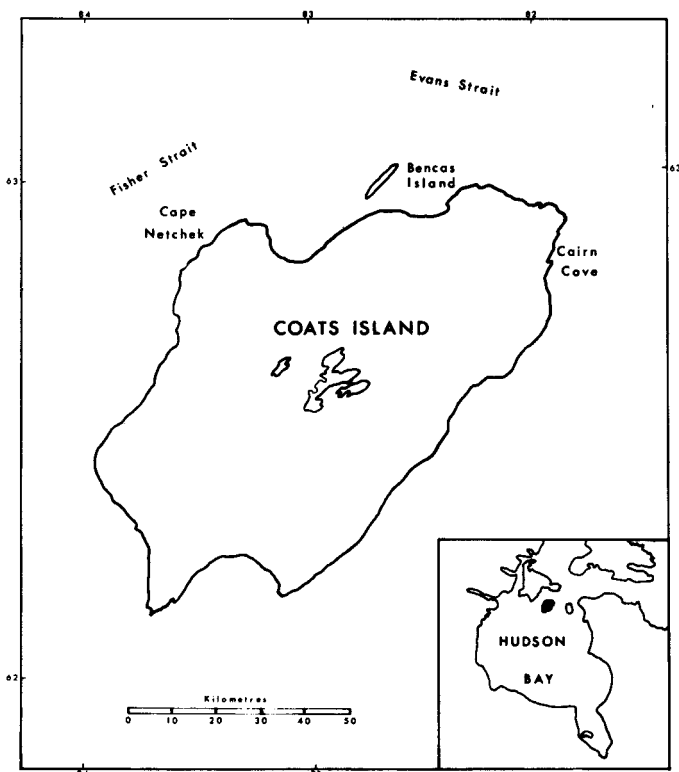 84 83 82
Evans Strait
Fisher Strait
63 63
Bencas
Island
Cape
Netchek
Cairn
Cove
COATS ISLAND
HUDSON
BAY
62
Kilometres
0 10 20 30 40 50